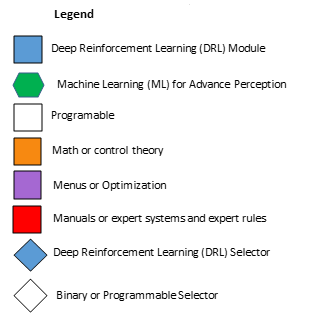 Legend
Deep Reinforcement Learning (DRL) Module
Machine Learning (ML) for Advance Perception
Programable
Math or control theory
Menus or Optimization
Manuals or expert systems and expert rules
Deep Reinforcement Learning (DRL) Selector
Binary or Programmable Selector